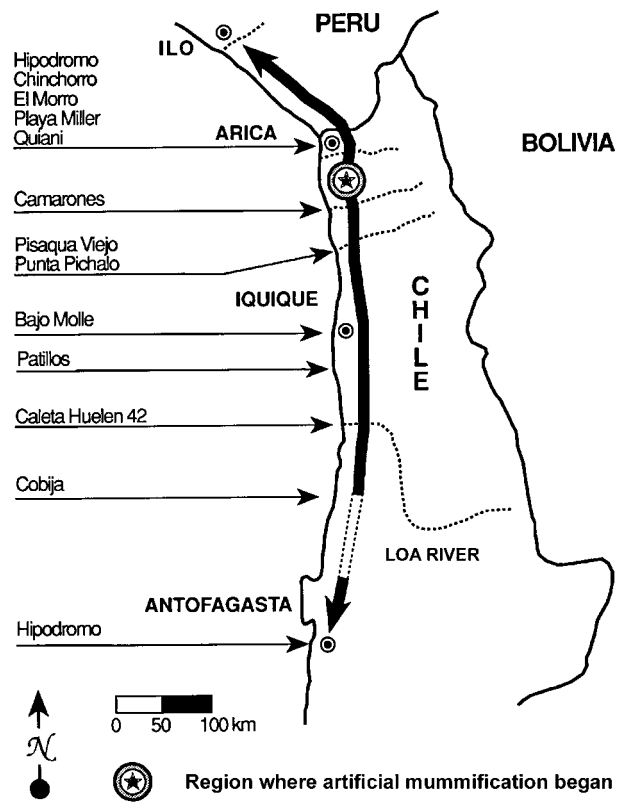 PERU
ILO
Hipodromo
Chinchorro
El Morro
Playa Miller
Quiani
ARICA
BOLIVIA
Camarones
Pisaqua Viejo
Punta Pichalo
IQUIQUE
CHILE
Bajo Molle
Patillos
Caleta Huelen 42
Cobija
LOA RIVER
ANTOFAGASTA
Hipodromo
0 50 100 km
N
Region where artificial mummification began